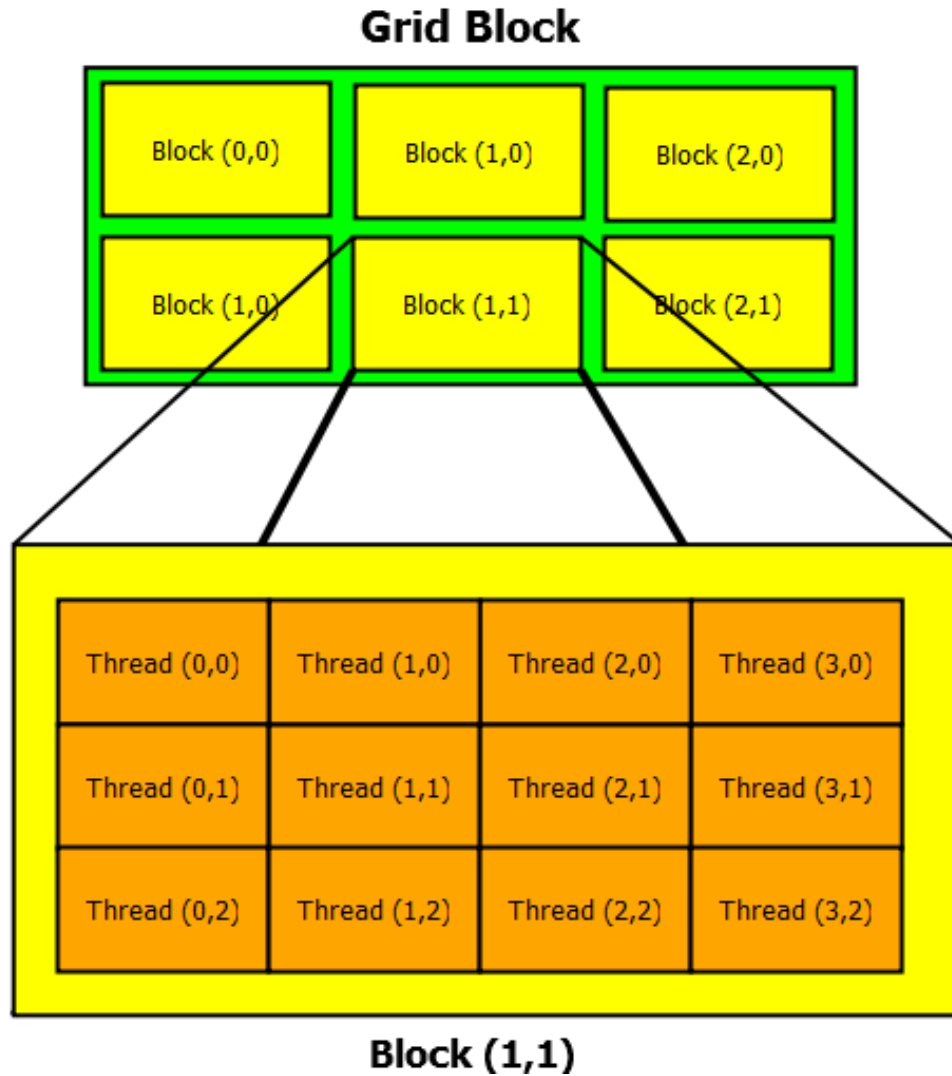 Grid Block
Block (0,0) Block (1,0) Block (2,0)
Block (1,0) Block (1,1) Block (2,1)
Thread (0,0) Thread (1,0) Thread (2,0) Thread (3,0)
Thread (0,1) Thread (1,1) Thread (2,1) Thread (3,1)
Thread (0,2) Thread (1,2) Thread (2,2) Thread (3,2)
Block (1,1)